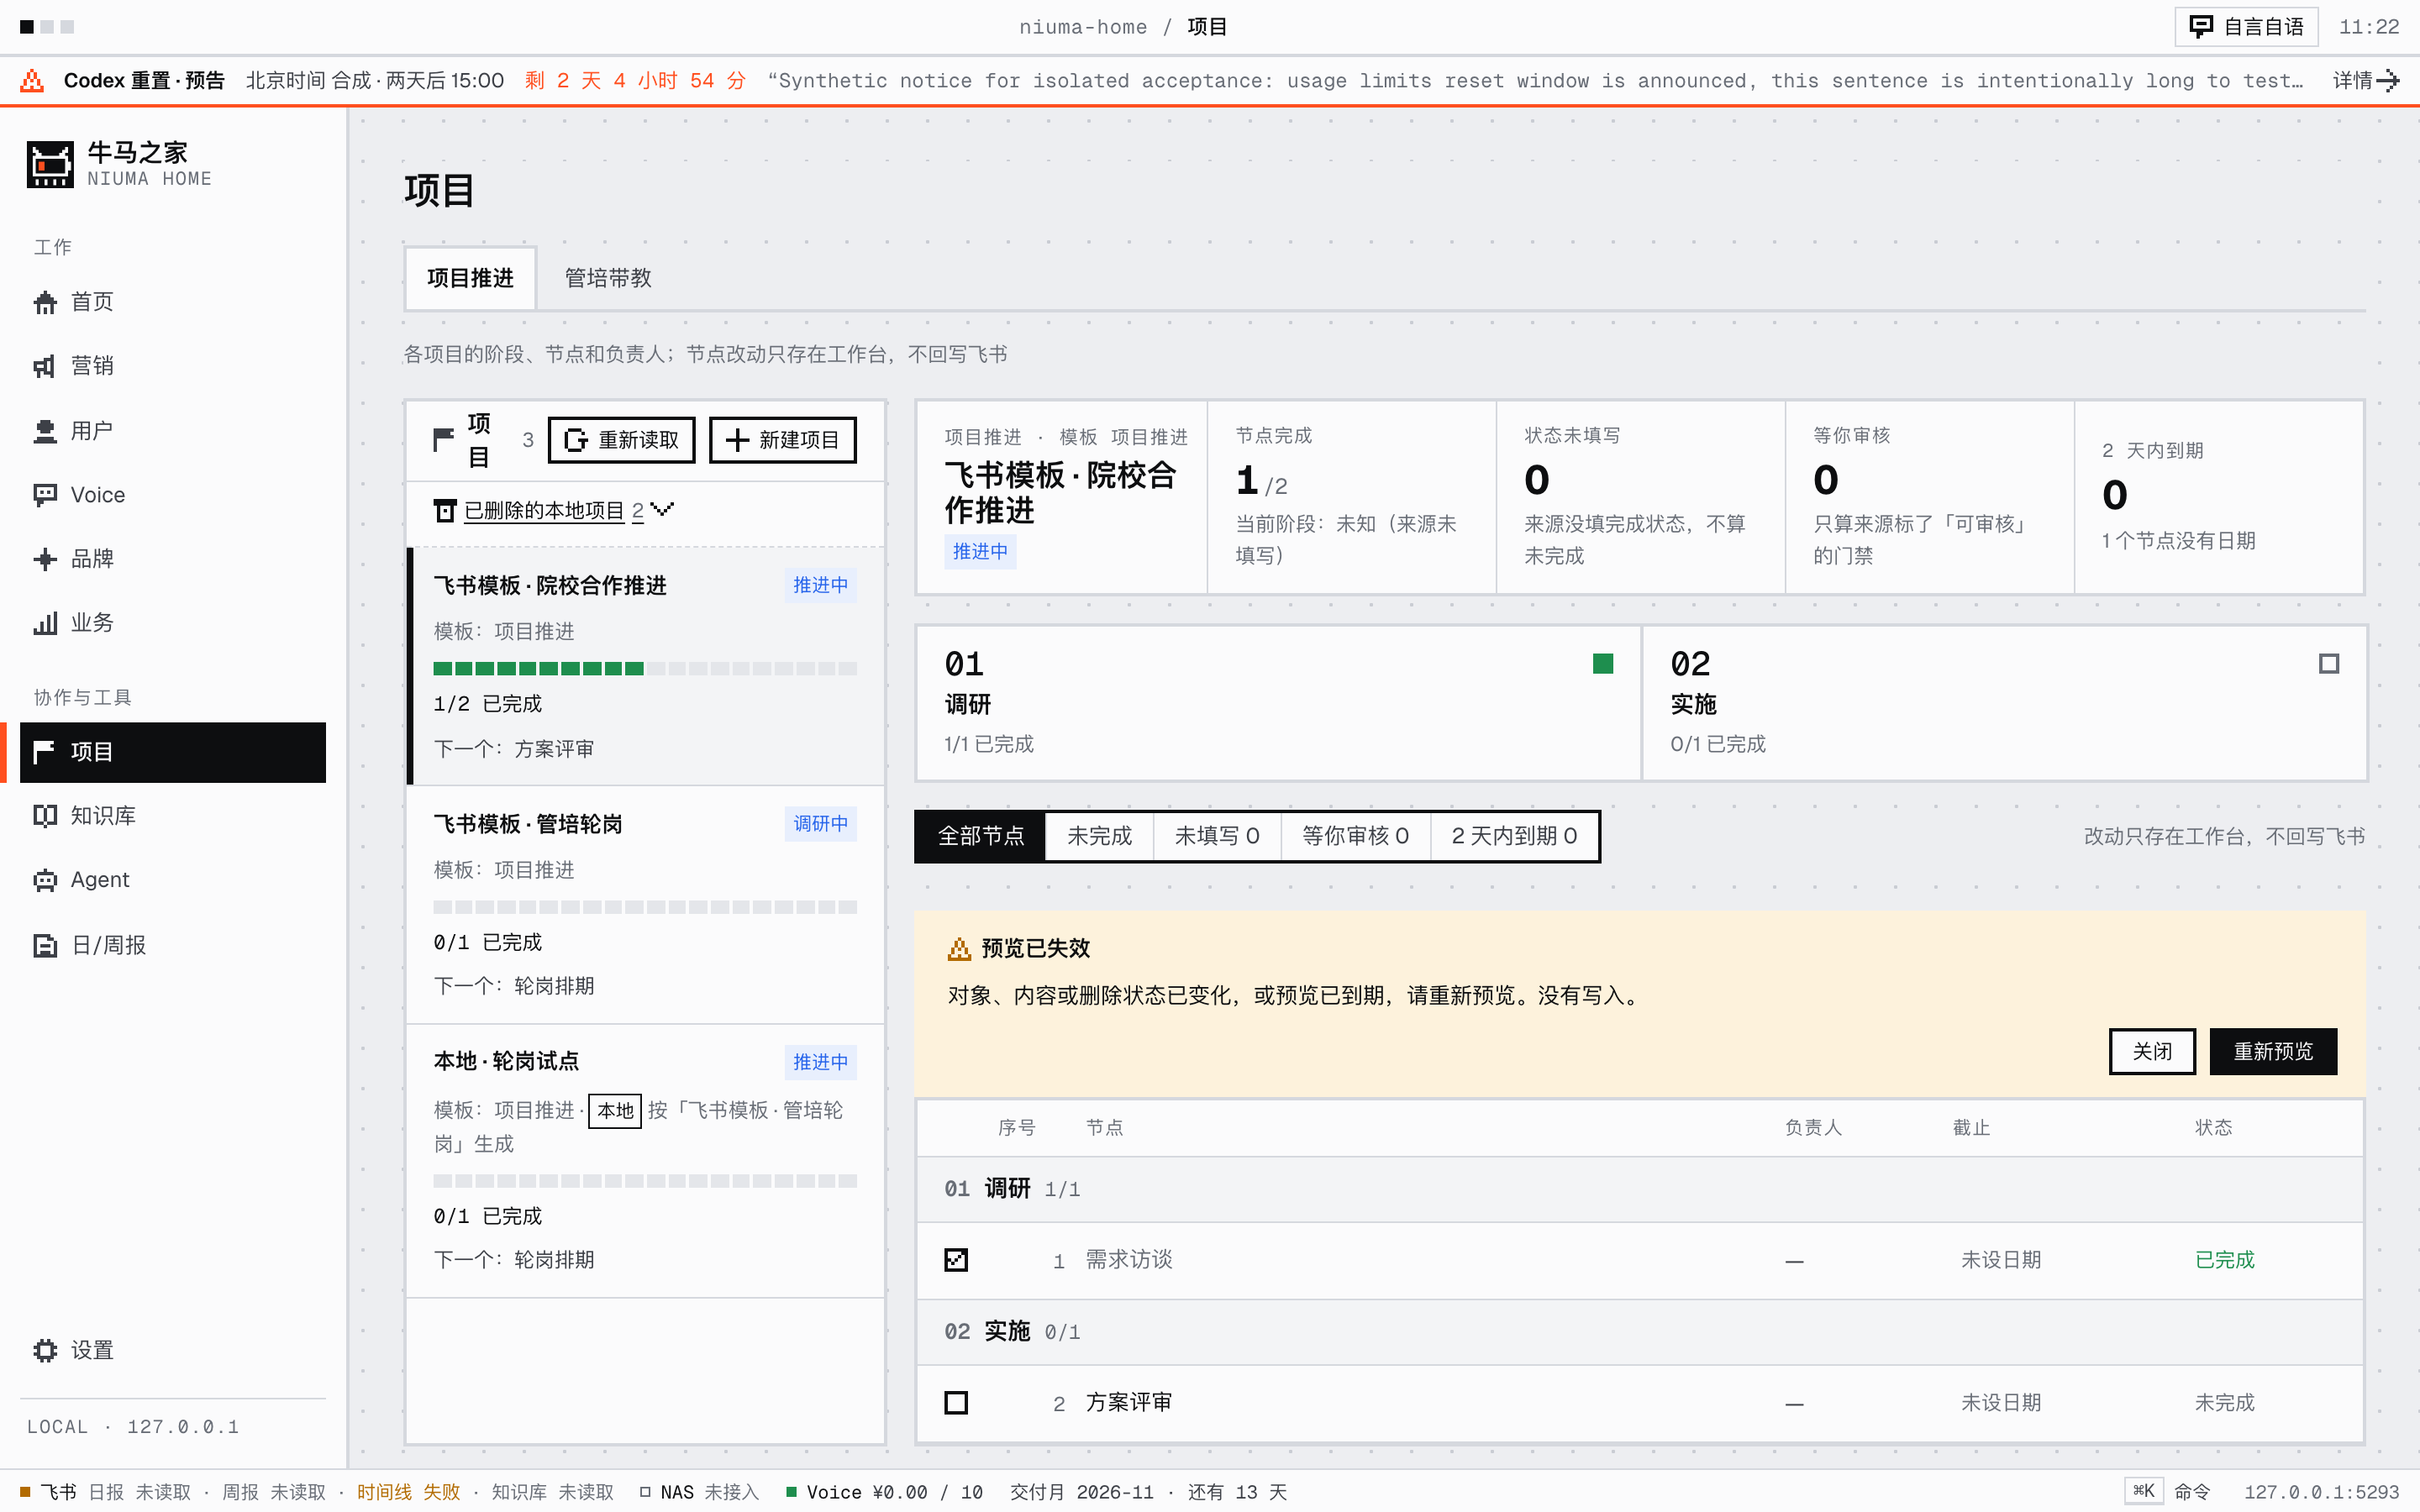 niuma-home / 项目
自言自语
11:22
Codex 重置·预告 北京时间 合成·两天后 15:00 剩 2 天 4 小时 54 分 “Synthetic notice for isolated acceptance: usage limits reset window is announced, this sentence is intentionally long to test… 详情
牛马之家
NIUMA HOME
工作
首页
营销
用户
Voice
品牌
业务
协作与工具
项目
知识库
Agent
日/周报
设置
LOCAL · 127.0.0.1
项目
项目推进 管培带教
各项目的阶段、节点和负责人；节点改动只存在工作台，不回写飞书
项
目
3 重新读取 新建项目
已删除的本地项目 2
飞书模板·院校合作推进 推进中
模板：项目推进
1/2 已完成
下一个：方案评审
飞书模板·管培轮岗 调研中
模板：项目推进
0/1 已完成
下一个：轮岗排期
本地·轮岗试点 推进中
模板：项目推进· 本地 按「飞书模板·管培轮
岗」生成
0/1 已完成
下一个：轮岗排期
项目推进 · 模板 项目推进
飞书模板·院校合
作推进
推进中
节点完成
1 /2
当前阶段：未知（来源未
填写）
状态未填写
0
来源没填完成状态，不算
未完成
等你审核
0
只算来源标了「可审核」
的门禁
2 天内到期
0
1个节点没有日期
01
调研
1/1 已完成
02
实施
0/1 已完成
全部节点 未完成 未填写 0 等你审核 0 2 天内到期 0
改动只存在工作台，不回写飞书
预览已失效
对象、内容或删除状态已变化，或预览已到期，请重新预览。没有写入。
关闭 重新预览
序号 节点 负责人 截止 状态
01 调研 1/1
1 需求访谈 — 未设日期 已完成
02 实施 0/1
2 方案评审 — 未设日期 未完成
飞书 日报 未读取 · 周报 未读取 · 时间线 失败 · 知识库 未读取 NAS 未接入 Voice ¥0.00 / 10 交付月 2026-11 · 还有 13 天
⌘K 命令 127.0.0.1:5293